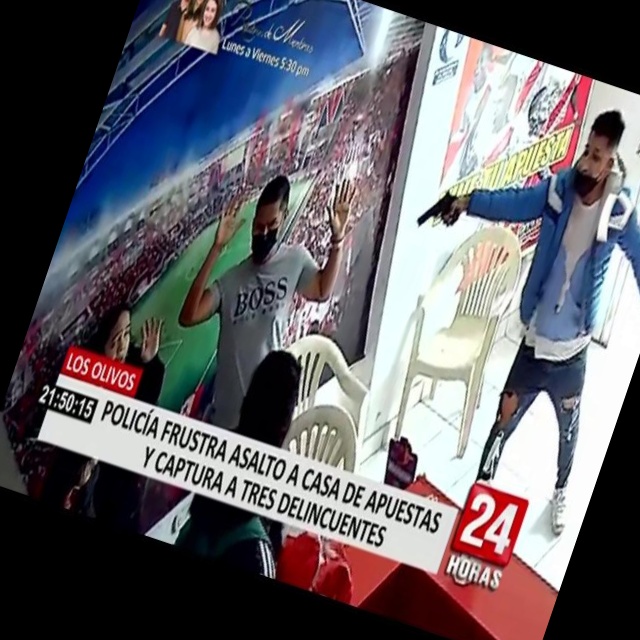 Lunes a Viernes 5:30 pm
BOSS
LOS OLIVOS
21:50:15
POLICÍA FRUSTRA ASALTO A CASA DE APUESTAS
Y CAPTURA A TRES DELINCUENTES
24
HORAS